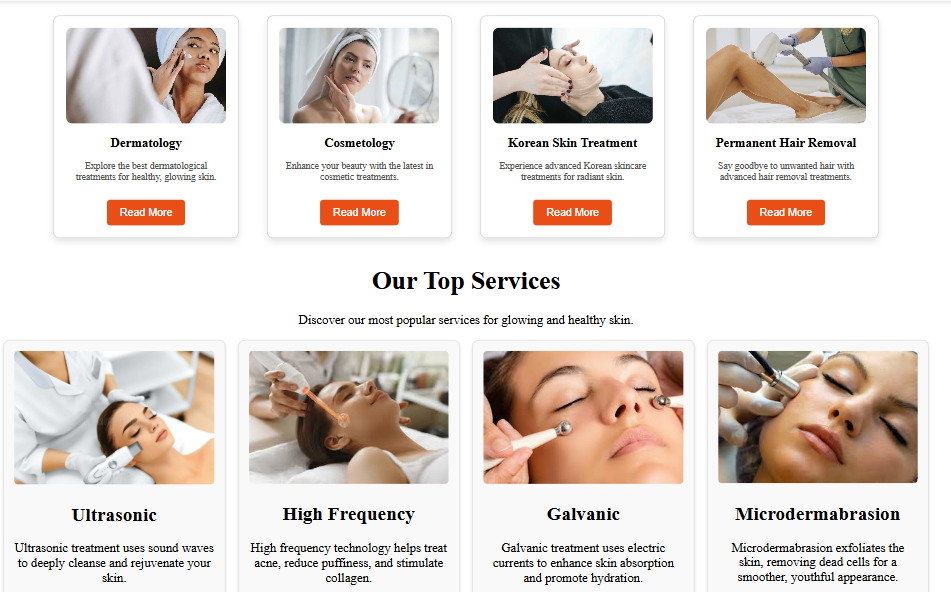 Dermatology
Explore the best dermatological
treatments for healthy, glowing skin.
Read More
Cosmetology
Enhance your beauty with the latest in
cosmetic treatments.
Read More
Korean Skin Treatment
Experience advanced Korean skincare
treatments for radiant skin.
Read More
Permanent Hair Removal
Say goodbye to unwanted hair with
advanced hair removal treatments.
Read More
Our Top Services
Discover our most popular services for glowing and healthy skin.
Ultrasonic
Ultrasonic treatment uses sound waves
to deeply cleanse and rejuvenate your
skin.
High Frequency
High frequency technology helps treat
acne, reduce puffiness, and stimulate
collagen.
Galvanic
Galvanic treatment uses electric
currents to enhance skin absorption
and promote hydration.
Microdermabrasion
Microdermabrasion exfoliates the
skin, removing dead cells for a
smoother, youthful appearance.